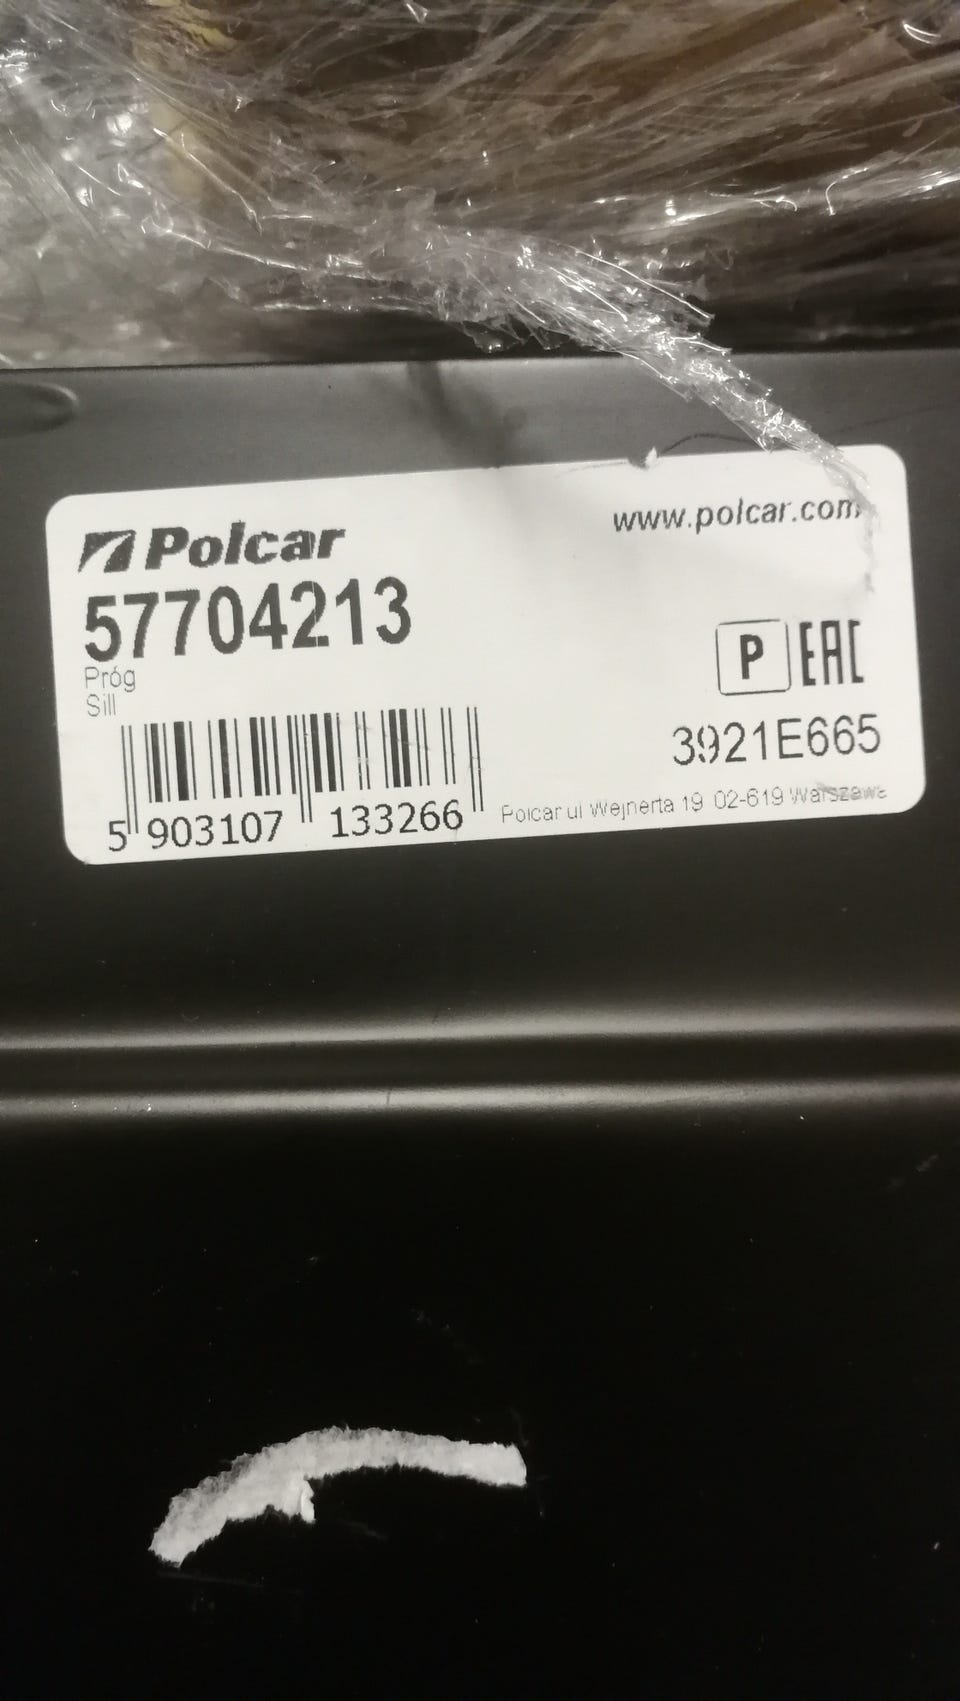 Polcar
www.polcar.com
57704213
Próg
Sill
P EAC
3921E665
5 903107 133266
Polcar ul Wejnerta 19 02-619 Warszawa